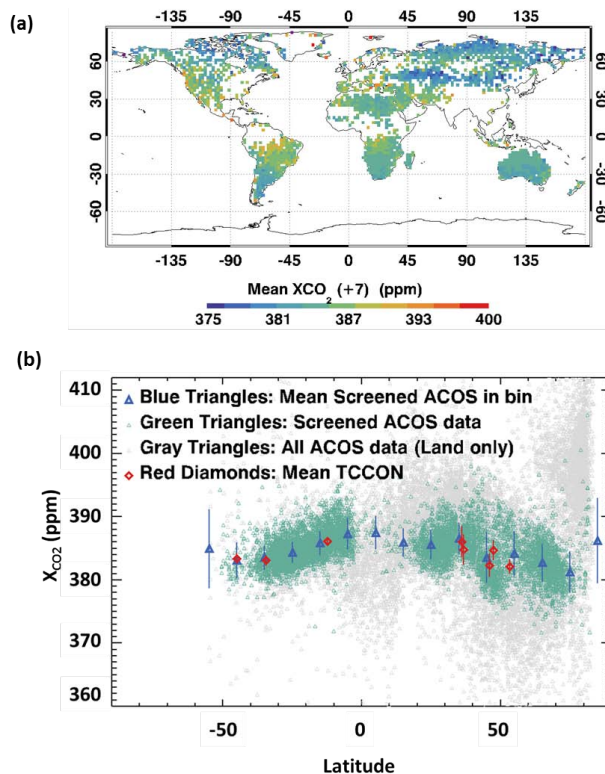 (a)
-135 -90 -45 0 45 90 135
60 60
30 30
0 0
-30 -30
-60 -60
-135 -90 -45 0 45 90 135
Mean XCO2 (+7) (ppm)
375 381 387 393 400
(b)
410
Blue Triangles: Mean Screened ACOS in bin
Green Triangles: Screened ACOS data
400
Gray Triangles: All ACOS data (Land only)
Red Diamonds: Mean TCCON
XCO2 (ppm)
390
380
370
360
-50 0 50
Latitude